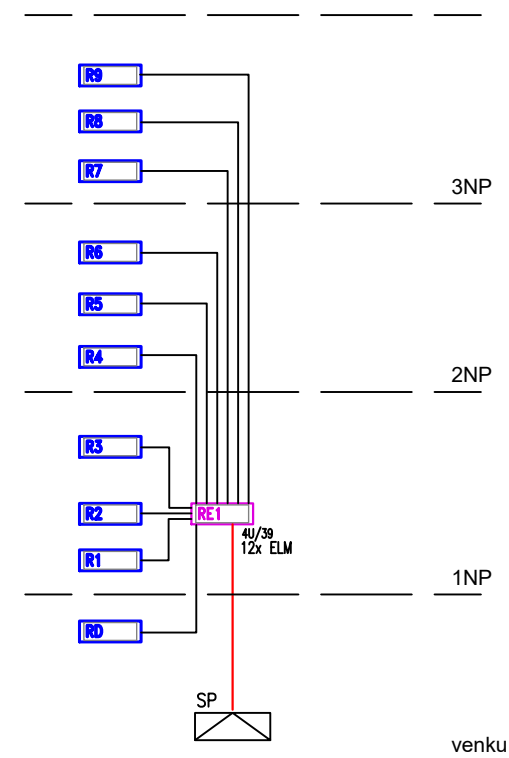 R9
R8
R7
3NP
R6
R5
R4
2NP
R3
R2
RE1
4U/39
12x ELM
R1
1NP
RD
SP
venku